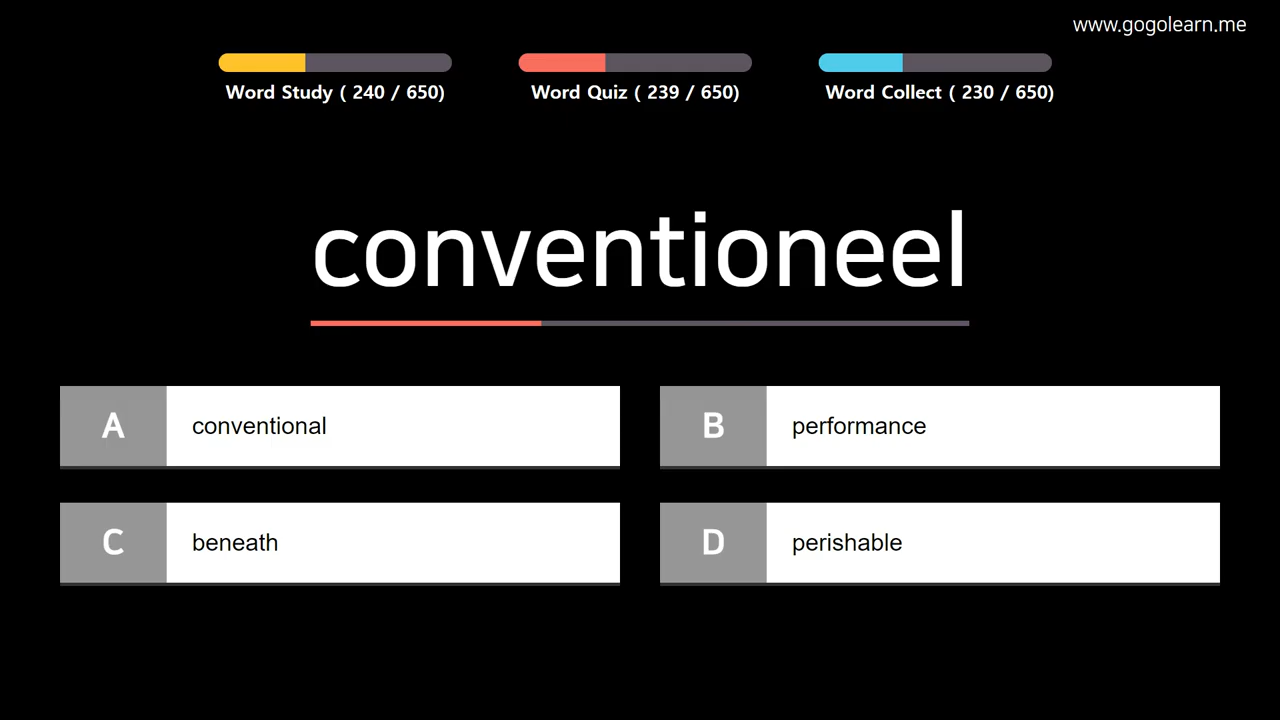 www.gogolearn.me
Word Study ( 240 / 650)
Word Quiz ( 239 / 650)
Word Collect ( 230 / 650)
conventioneel
A conventional
B performance
C beneath
D perishable